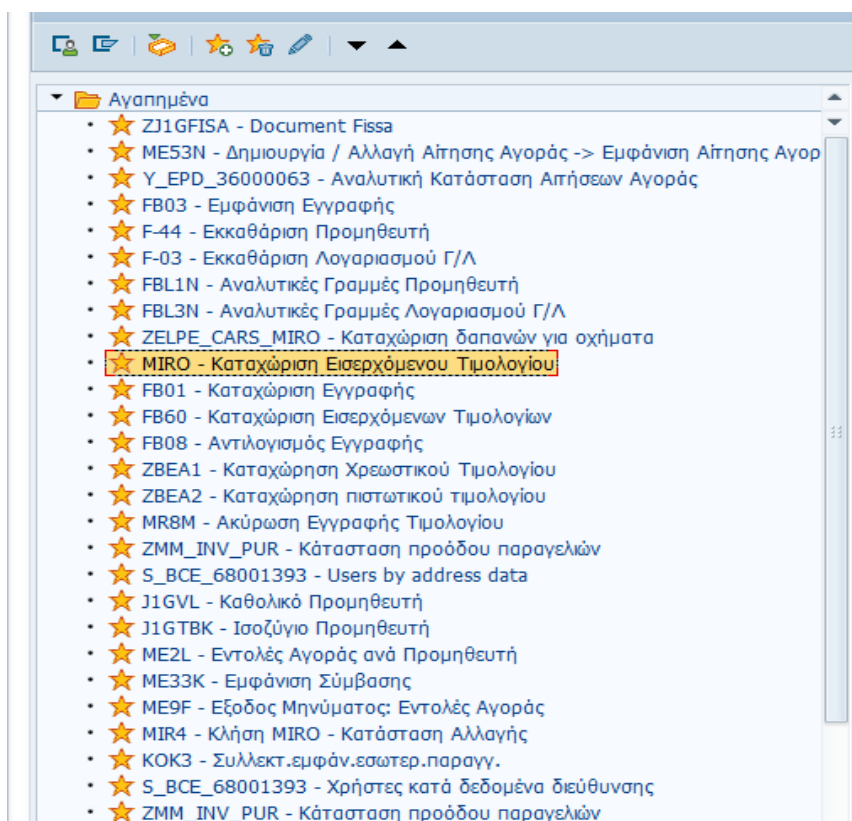 Αγαπημένα
ZJ1GFISA - Document Fissa
ME53N - Δημιουργία / Αλλαγή Αίτησης Αγοράς -> Εμφάνιση Αίτησης Αγορ
Y_EPD_36000063 - Αναλυτική Κατάσταση Αιτήσεων Αγοράς
FB03 - Εμφάνιση Εγγραφής
F-44 - Εκκαθάριση Προμηθευτή
F-03 - Εκκαθάριση Λογαριασμού Γ/Λ
FBL1N - Αναλυτικές Γραμμές Προμηθευτή
FBL3N - Αναλυτικές Γραμμές Λογαριασμού Γ/Λ
ZELPE_CARS_MIRO - Καταχώριση δαπανών για οχήματα
MIRO - Καταχώριση Εισερχόμενου Τιμολογίου
FB01 - Καταχώριση Εγγραφής
FB60 - Καταχώριση Εισερχόμενων Τιμολογίων
FB08 - Αντιλογισμός Εγγραφής
ZBEA1 - Καταχώρηση Χρεωστικού Τιμολογίου
ZBEA2 - Καταχώρηση πιστωτικού τιμολογίου
MR8M - Ακύρωση Εγγραφής Τιμολογίου
ZMM_INV_PUR - Κάτασταση προόδου παραγελιών
S_BCE_68001393 - Users by address data
J1GVL - Καθολικό Προμηθευτή
J1GTBK - Ισοζύγιο Προμηθευτή
ME2L - Εντολές Αγοράς ανά Προμηθευτή
ME33K - Εμφάνιση Σύμβασης
ME9F - Εξοδος Μηνύματος: Εντολές Αγοράς
MIR4 - Κλήση MIRO - Κατάσταση Αλλαγής
KOK3 - Συλλεκτ.εμφάν.εσωτερ.παραγγ.
S_BCE_68001393 - Χρήστες κατά δεδομένα διεύθυνσης
ZMM_INV_PUR - Κάτασταση προόδου παραγελιών